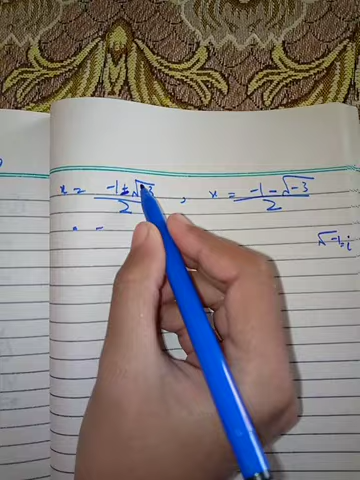 x = -1 + √-3 / 2 , x = -1 - √-3 / 2
√-1 = i